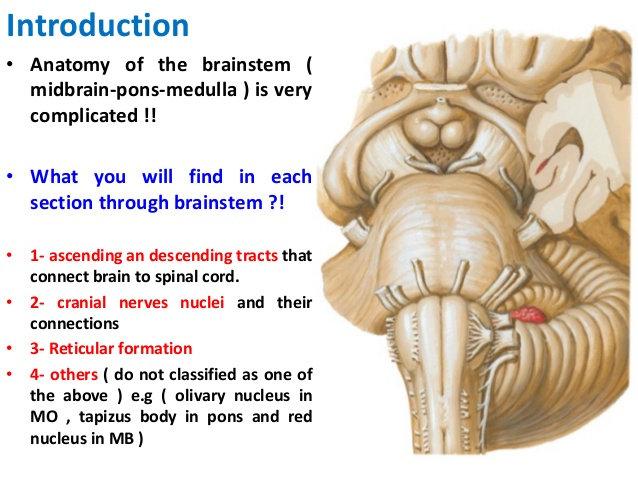 Introduction
• Anatomy of the brainstem (
midbrain-pons-medulla ) is very
complicated !!
• What you will find in each
section through brainstem ?!
• 1- ascending an descending tracts that
connect brain to spinal cord.
• 2- cranial nerves nuclei and their
connections
• 3- Reticular formation
• 4- others ( do not classified as one of
the above ) e.g ( olivary nucleus in
MO , tapizus body in pons and red
nucleus in MB )